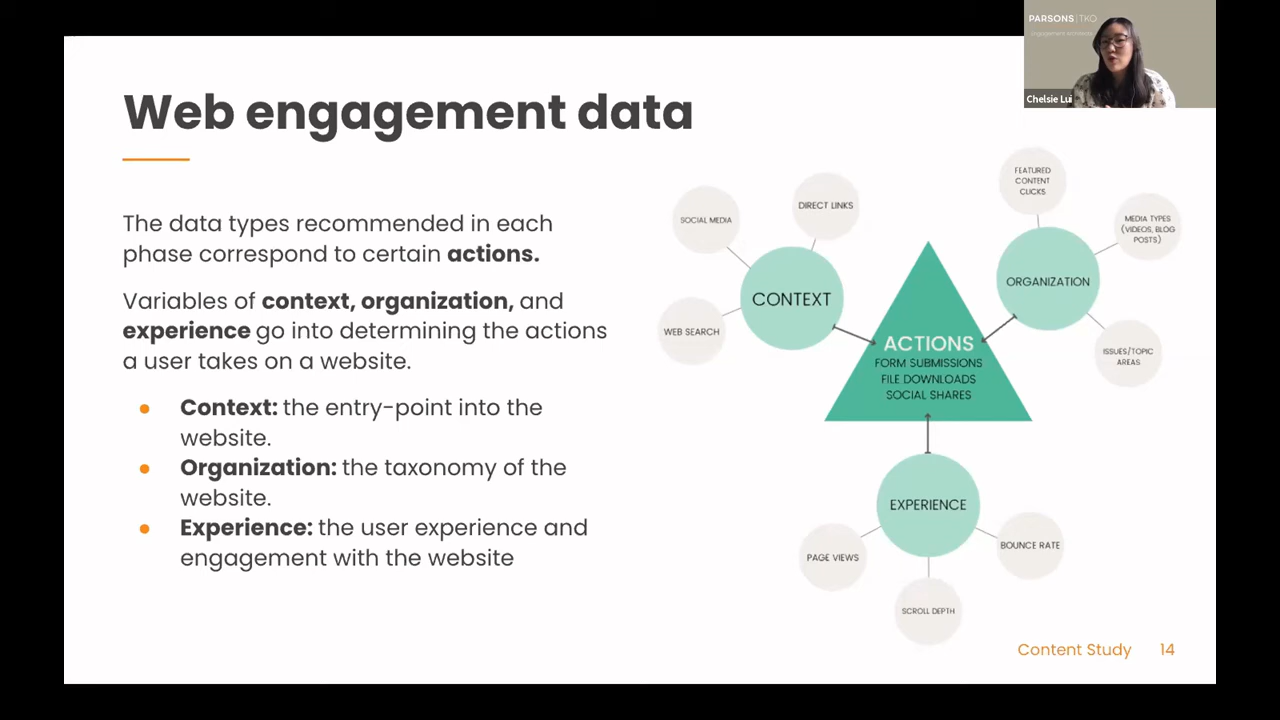 PARSONS|TKO
Chelsie Lui
Web engagement data
The data types recommended in each
phase correspond to certain actions.
Variables of context, organization, and
experience go into determining the actions
a user takes on a website.
• Context: the entry-point into the
website.
• Organization: the taxonomy of the
website.
• Experience: the user experience and
engagement with the website
SOCIAL MEDIA
DIRECT LINKS
WEB SEARCH
CONTEXT
FEATURED
CONTENT
CLICKS
MEDIA TYPES
(VIDEOS, BLOG
POSTS)
ORGANIZATION
ISSUES/TOPIC
AREAS
ACTIONS
FORM SUBMISSIONS
FILE DOWNLOADS
SOCIAL SHARES
EXPERIENCE
PAGE VIEWS
SCROLL DEPTH
BOUNCE RATE
Content Study 14